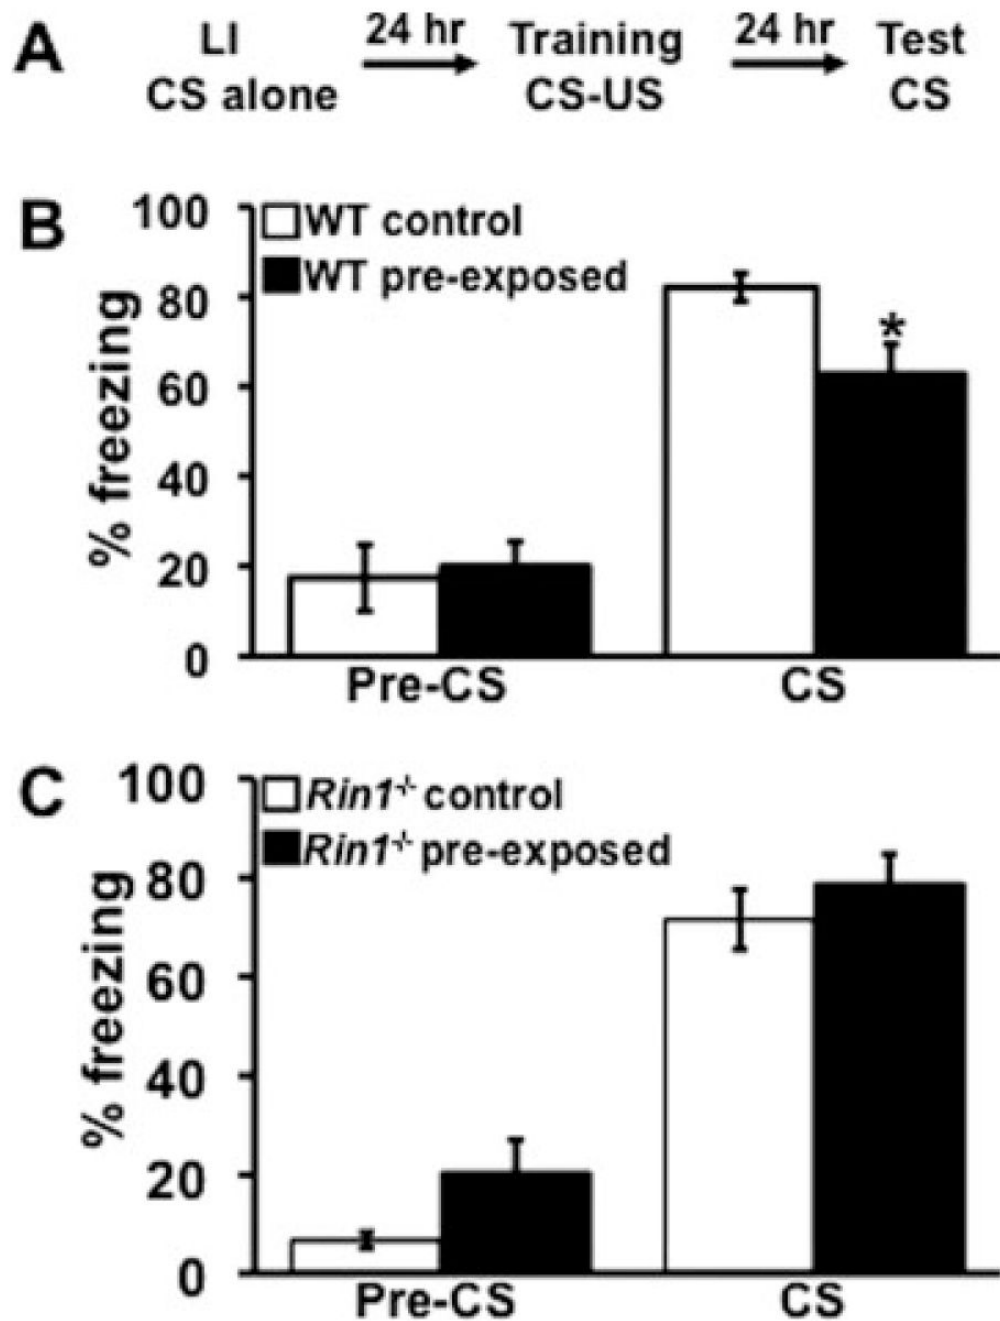 A
LI 24 hr Training 24 hr Test
CS alone CS-US CS
B
100
80
60
40
20
0
% freezing
WT control
WT pre-exposed
*
Pre-CS CS
C
100
80
60
40
20
0
% freezing
Rin1-/- control
Rin1-/- pre-exposed
Pre-CS CS